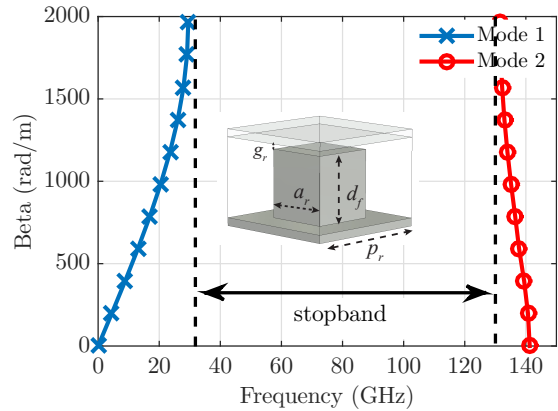 2000
1500
1000
500
0
Beta (rad/m)
Mode 1
Mode 2
g_r
a_r
d_f
p_r
stopband
0 20 40 60 80 100 120 140
Frequency (GHz)